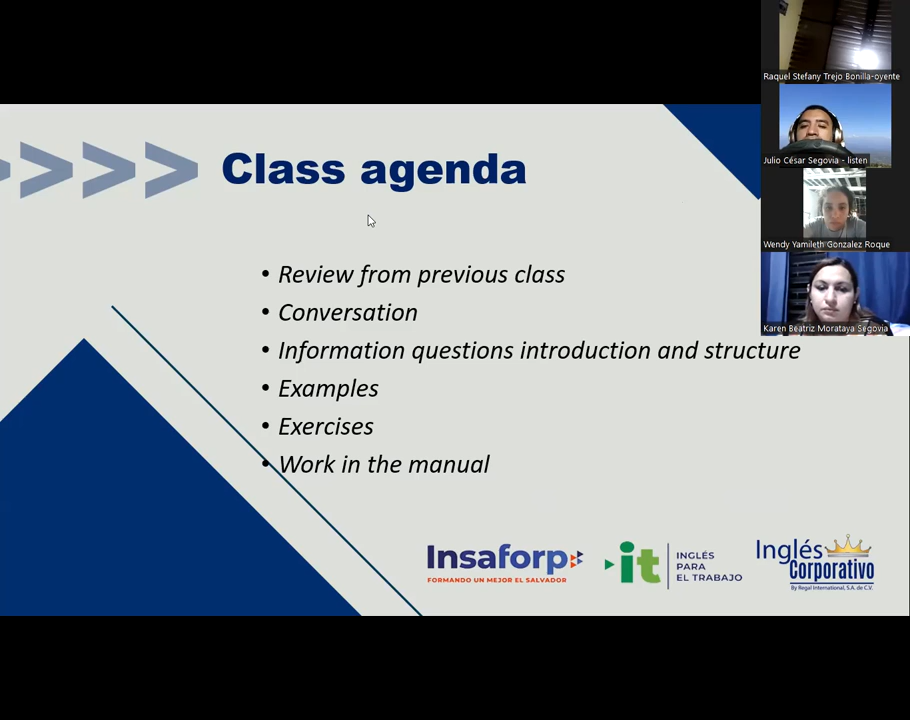 Class agenda
• Review from previous class
• Conversation
• Information questions introduction and structure
• Examples
• Exercises
• Work in the manual
Insaforp
FORMANDO UN MEJOR EL SALVADOR
it
INGLÉS
PARA
EL TRABAJO
Inglés
Corporativo
By Regal International, S.A. de C.V.
Raquel Stefany Trejo Bonilla-oyente
Julio César Segovia - listen
Wendy Yamileth Gonzalez Roque
Karen Beatriz Morataya Segovia